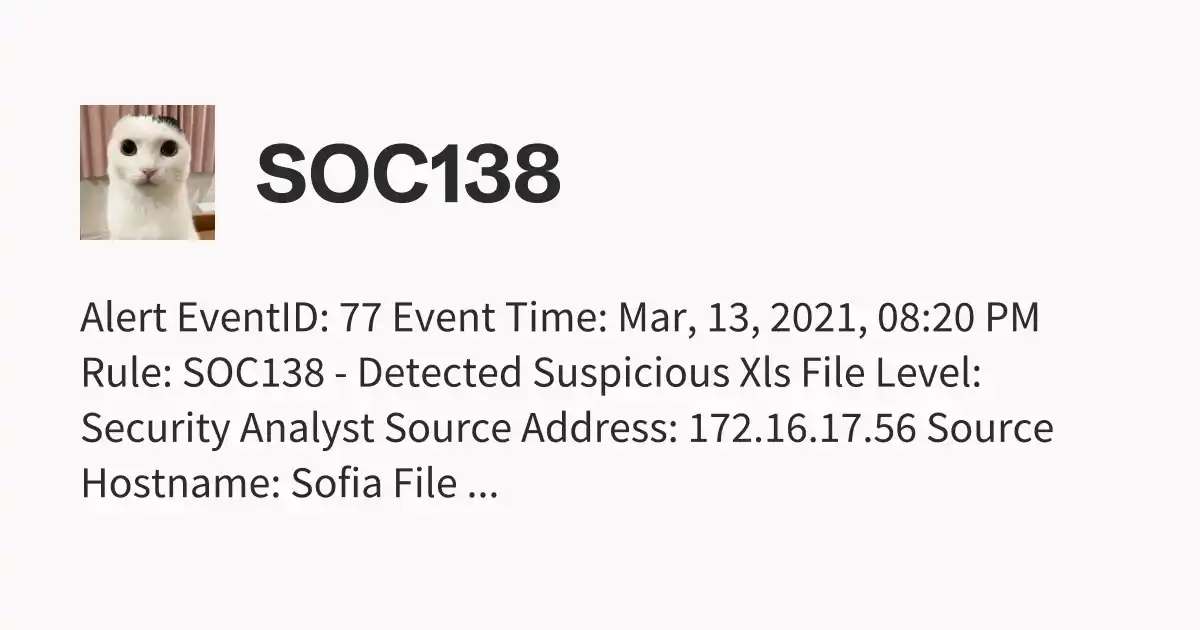 SOC138
Alert EventID: 77 Event Time: Mar, 13, 2021, 08:20 PM
Rule: SOC138 - Detected Suspicious Xls File Level:
Security Analyst Source Address: 172.16.17.56 Source
Hostname: Sofia File ...